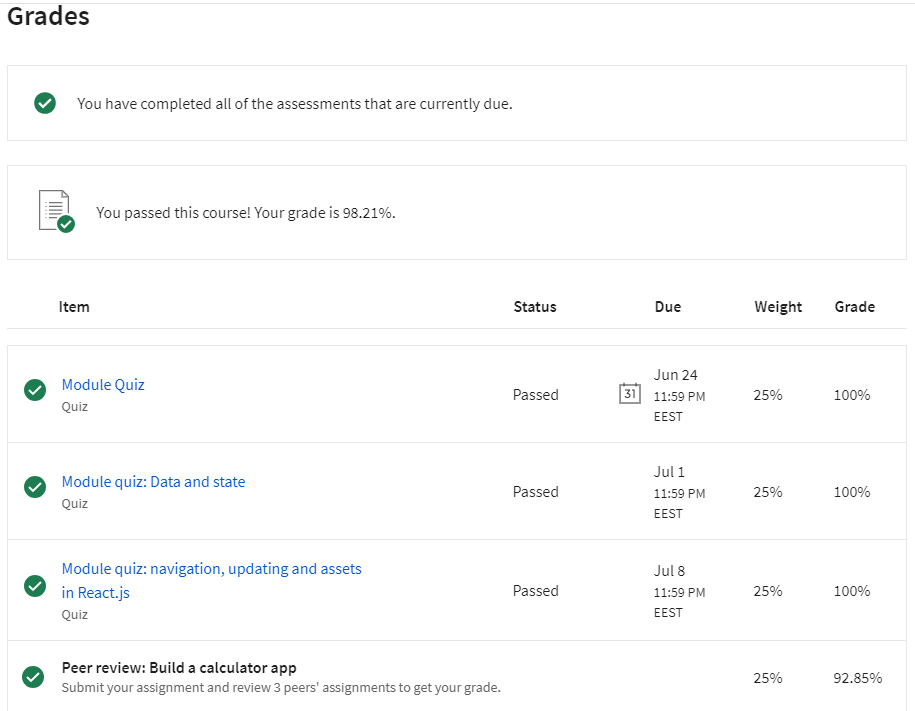 Grades
You have completed all of the assessments that are currently due.
You passed this course! Your grade is 98.21%.
Item Status Due Weight Grade
Module Quiz
Quiz
Passed
31
Jun 24
11:59 PM
EEST
25%
100%
Module quiz: Data and state
Quiz
Passed
Jul 1
11:59 PM
EEST
25%
100%
Module quiz: navigation, updating and assets
in React.js
Quiz
Passed
Jul 8
11:59 PM
EEST
25%
100%
Peer review: Build a calculator app
Submit your assignment and review 3 peers' assignments to get your grade.
25%
92.85%